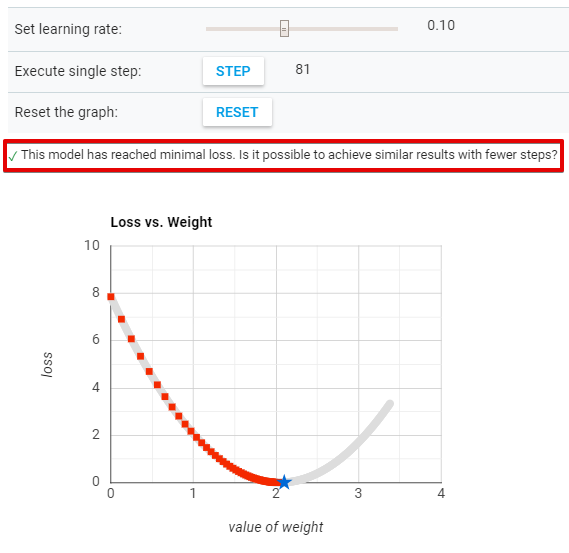 Set learning rate: 0.10
Execute single step: STEP 81
Reset the graph: RESET
✓ This model has reached minimal loss. Is it possible to achieve similar results with fewer steps?
Loss vs. Weight
10
8
6
4
2
0
loss
0 1 2 3 4
value of weight